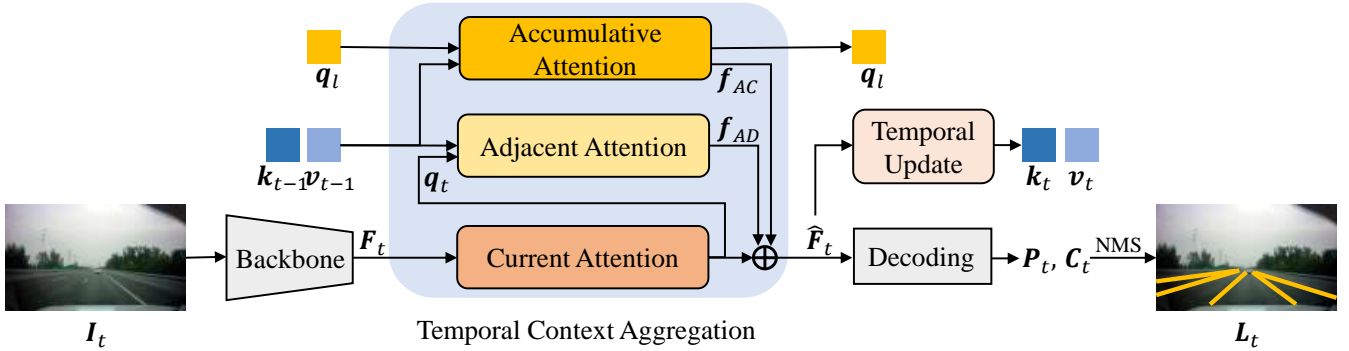 Accumulative
Attention
q_l
q_l
f_AC
Adjacent Attention
f_AD
Temporal
Update
k_{t−1} v_{t−1}
q_t
k_t v_t
Backbone
F_t
Current Attention
F̂_t
Decoding
P_t, C_t
NMS
I_t
Temporal Context Aggregation
L_t